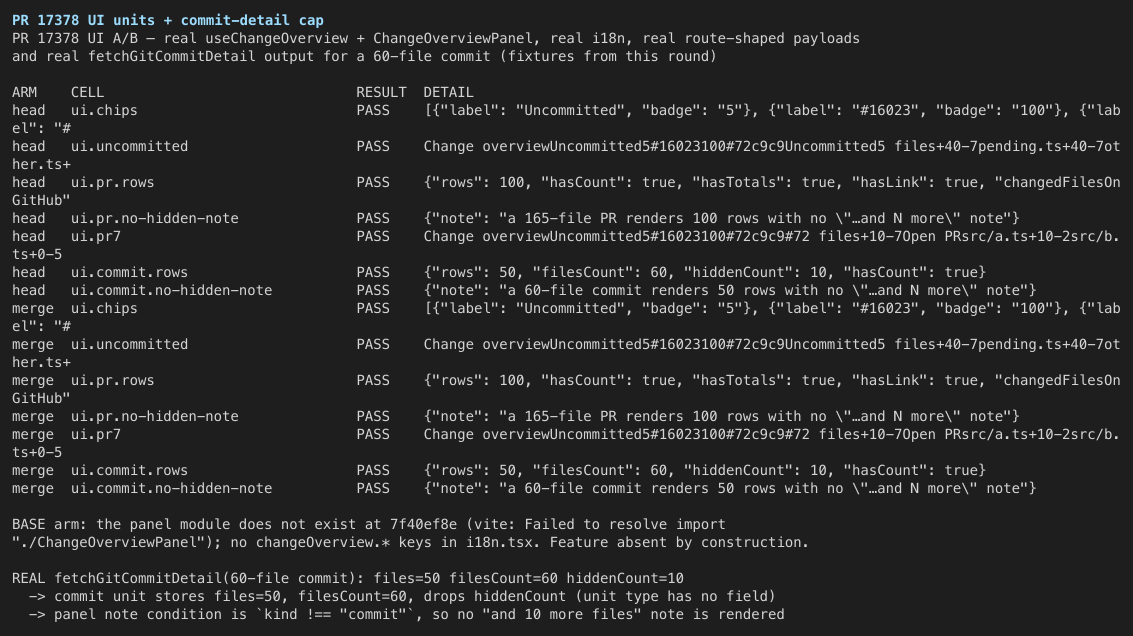 PR 17378 UI units + commit-detail cap
PR 17378 UI A/B — real useChangeOverview + ChangeOverviewPanel, real i18n, real route-shaped payloads
and real fetchGitCommitDetail output for a 60-file commit (fixtures from this round)
ARM CELL RESULT DETAIL
head ui.chips PASS [{"label": "Uncommitted", "badge": "5"}, {"label": "#16023", "badge": "100"}, {"lab
el": "#
head ui.uncommitted PASS Change overviewUncommitted5#16023100#72c9c9Uncommitted5 files+40-7pending.ts+40-7ot
her.ts+
head ui.pr.rows PASS {"rows": 100, "hasCount": true, "hasTotals": true, "hasLink": true, "changedFilesOn
GitHub"
head ui.pr.no-hidden-note PASS {"note": "a 165-file PR renders 100 rows with no \"…and N more\" note"}
head ui.pr7 PASS Change overviewUncommitted5#16023100#72c9c9#72 files+10-7Open PRsrc/a.ts+10-2src/b.
ts+0-5
head ui.commit.rows PASS {"rows": 50, "filesCount": 60, "hiddenCount": 10, "hasCount": true}
head ui.commit.no-hidden-note PASS {"note": "a 60-file commit renders 50 rows with no \"…and N more\" note"}
merge ui.chips PASS [{"label": "Uncommitted", "badge": "5"}, {"label": "#16023", "badge": "100"}, {"lab
el": "#
merge ui.uncommitted PASS Change overviewUncommitted5#16023100#72c9c9Uncommitted5 files+40-7pending.ts+40-7ot
her.ts+
merge ui.pr.rows PASS {"rows": 100, "hasCount": true, "hasTotals": true, "hasLink": true, "changedFilesOn
GitHub"
merge ui.pr.no-hidden-note PASS {"note": "a 165-file PR renders 100 rows with no \"…and N more\" note"}
merge ui.pr7 PASS Change overviewUncommitted5#16023100#72c9c9#72 files+10-7Open PRsrc/a.ts+10-2src/b.
ts+0-5
merge ui.commit.rows PASS {"rows": 50, "filesCount": 60, "hiddenCount": 10, "hasCount": true}
merge ui.commit.no-hidden-note PASS {"note": "a 60-file commit renders 50 rows with no \"…and N more\" note"}
BASE arm: the panel module does not exist at 7f40ef8e (vite: Failed to resolve import
"./ChangeOverviewPanel"); no changeOverview.* keys in i18n.tsx. Feature absent by construction.
REAL fetchGitCommitDetail(60-file commit): files=50 filesCount=60 hiddenCount=10
-> commit unit stores files=50, filesCount=60, drops hiddenCount (unit type has no field)
-> panel note condition is `kind !== "commit"`, so no "and 10 more files" note is rendered